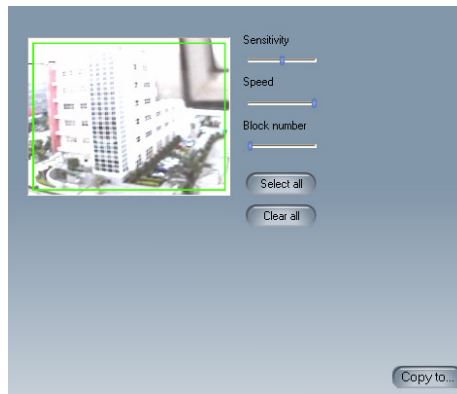 Sensitivity
Speed
Block number
Select all
Clear all
Copy to...